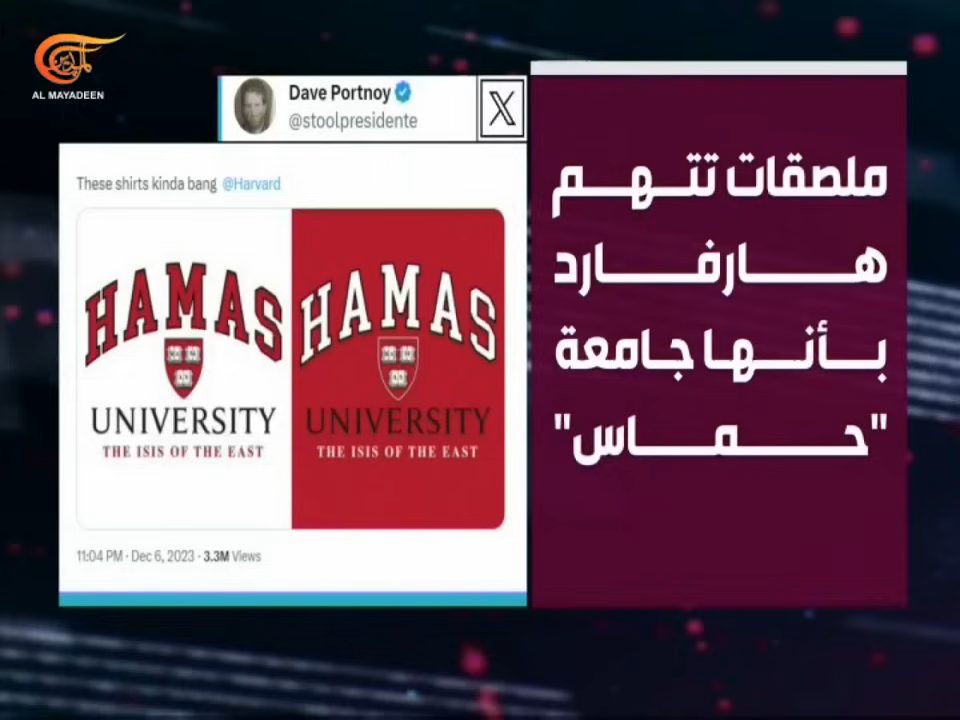 AL MAYADEEN
Dave Portnoy
@stoolpresidente
X
These shirts kinda bang @Harvard
HAMAS
UNIVERSITY
THE ISIS OF THE EAST
HAMAS
UNIVERSITY
THE ISIS OF THE EAST
11:04 PM · Dec 6, 2023 · 3.3M Views
ملصقات تتهم
هارفارد
بأنها جامعة
"حماس"